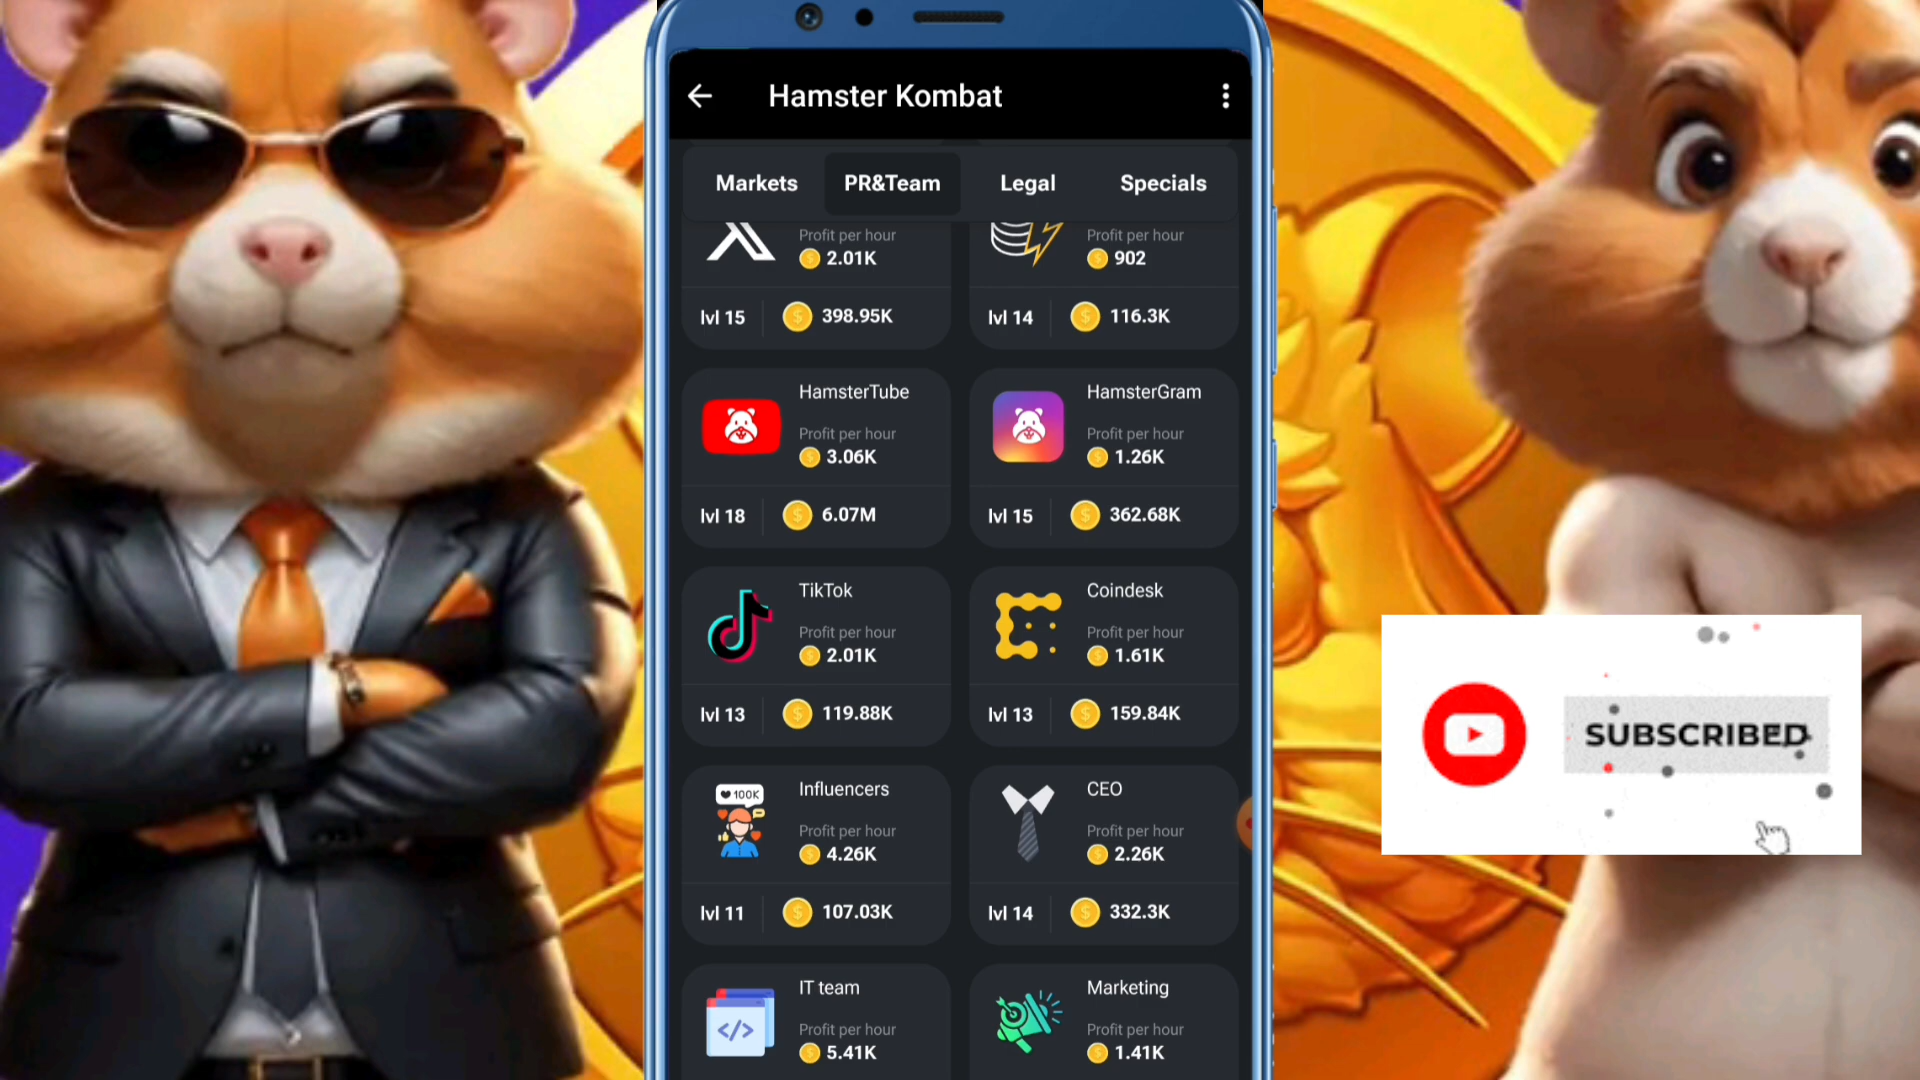 Hamster Kombat
Markets PR&Team Legal Specials
Profit per hour Profit per hour
2.01K 902
lvl 15 398.95K lvl 14 116.3K
HamsterTube HamsterGram
Profit per hour Profit per hour
3.06K 1.26K
lvl 18 6.07M lvl 15 362.68K
TikTok Coindesk
Profit per hour Profit per hour
2.01K 1.61K
lvl 13 119.88K lvl 13 159.84K
SUBSCRIBED
100K
Influencers CEO
Profit per hour Profit per hour
4.26K 2.26K
lvl 11 107.03K lvl 14 332.3K
IT team Marketing
Profit per hour Profit per hour
5.41K 1.41K